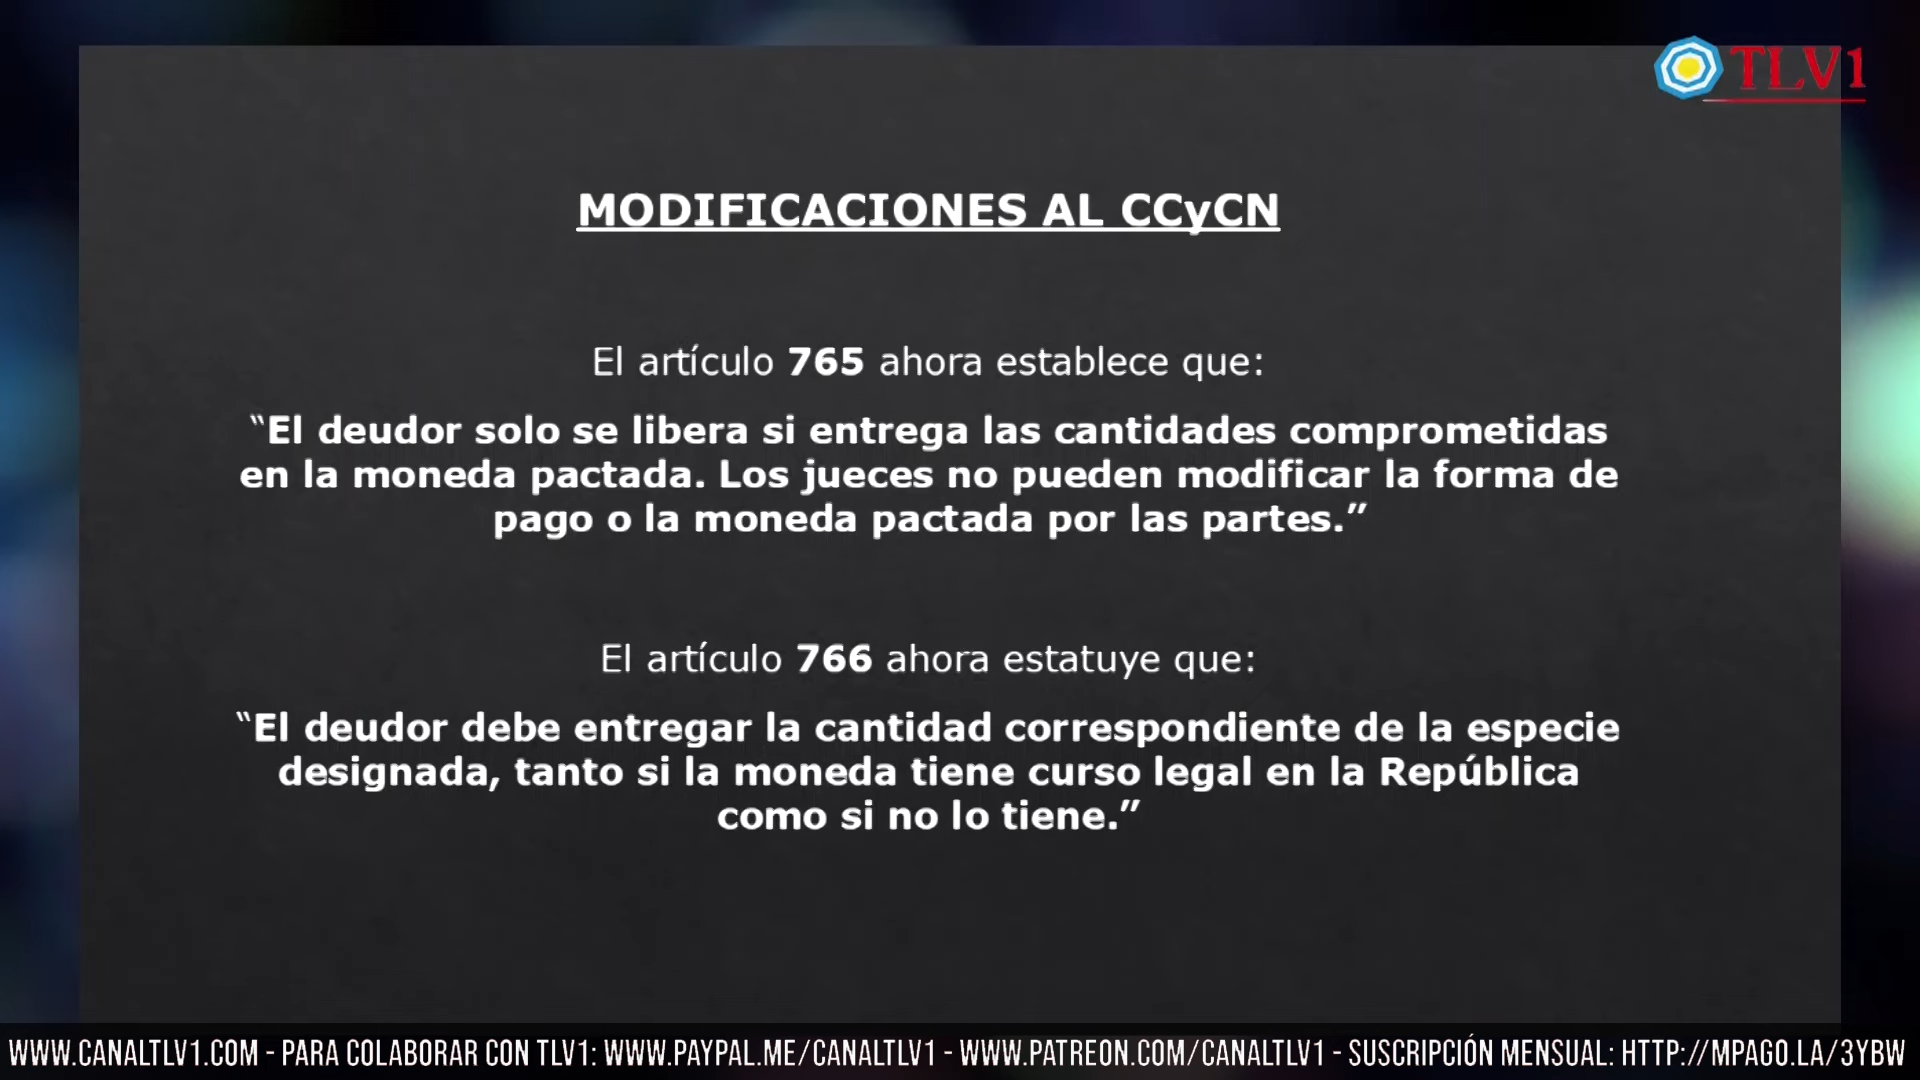 TLV1
MODIFICACIONES AL CCyCN
El artículo 765 ahora establece que:
“El deudor solo se libera si entrega las cantidades comprometidas
en la moneda pactada. Los jueces no pueden modificar la forma de
pago o la moneda pactada por las partes.”
El artículo 766 ahora estatuye que:
“El deudor debe entregar la cantidad correspondiente de la especie
designada, tanto si la moneda tiene curso legal en la República
como si no lo tiene.”
WWW.CANALTLV1.COM - PARA COLABORAR CON TLV1: WWW.PAYPAL.ME/CANALTLV1 - WWW.PATREON.COM/CANALTLV1 - SUSCRIPCIÓN MENSUAL: HTTP://MPAGO.LA/3YBW